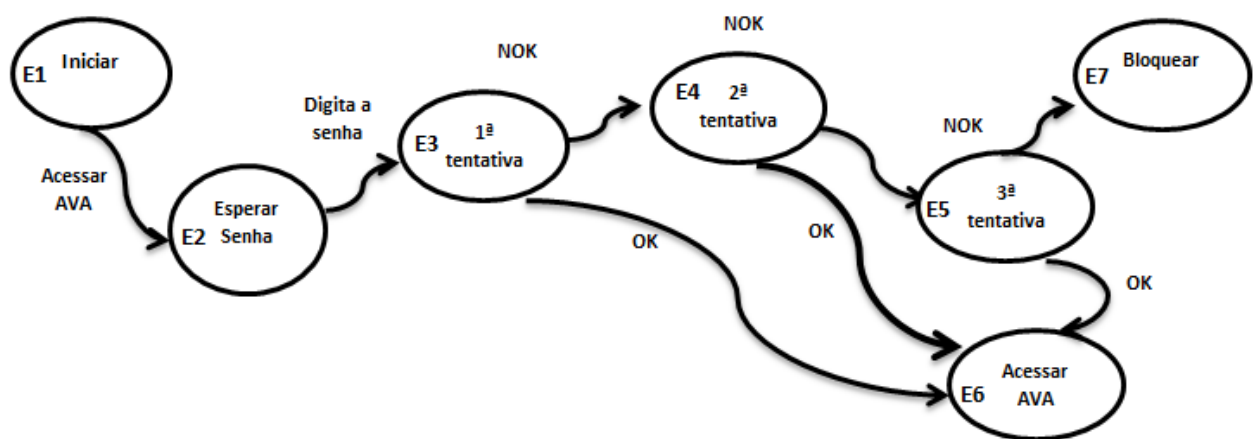 E1
Iniciar
Acessar
AVA
E2
Esperar
Senha
Digita a
senha
E3
1ª
tentativa
NOK
OK
E4
2ª
tentativa
NOK
OK
E5
3ª
tentativa
NOK
OK
E7
Bloquear
E6
Acessar
AVA